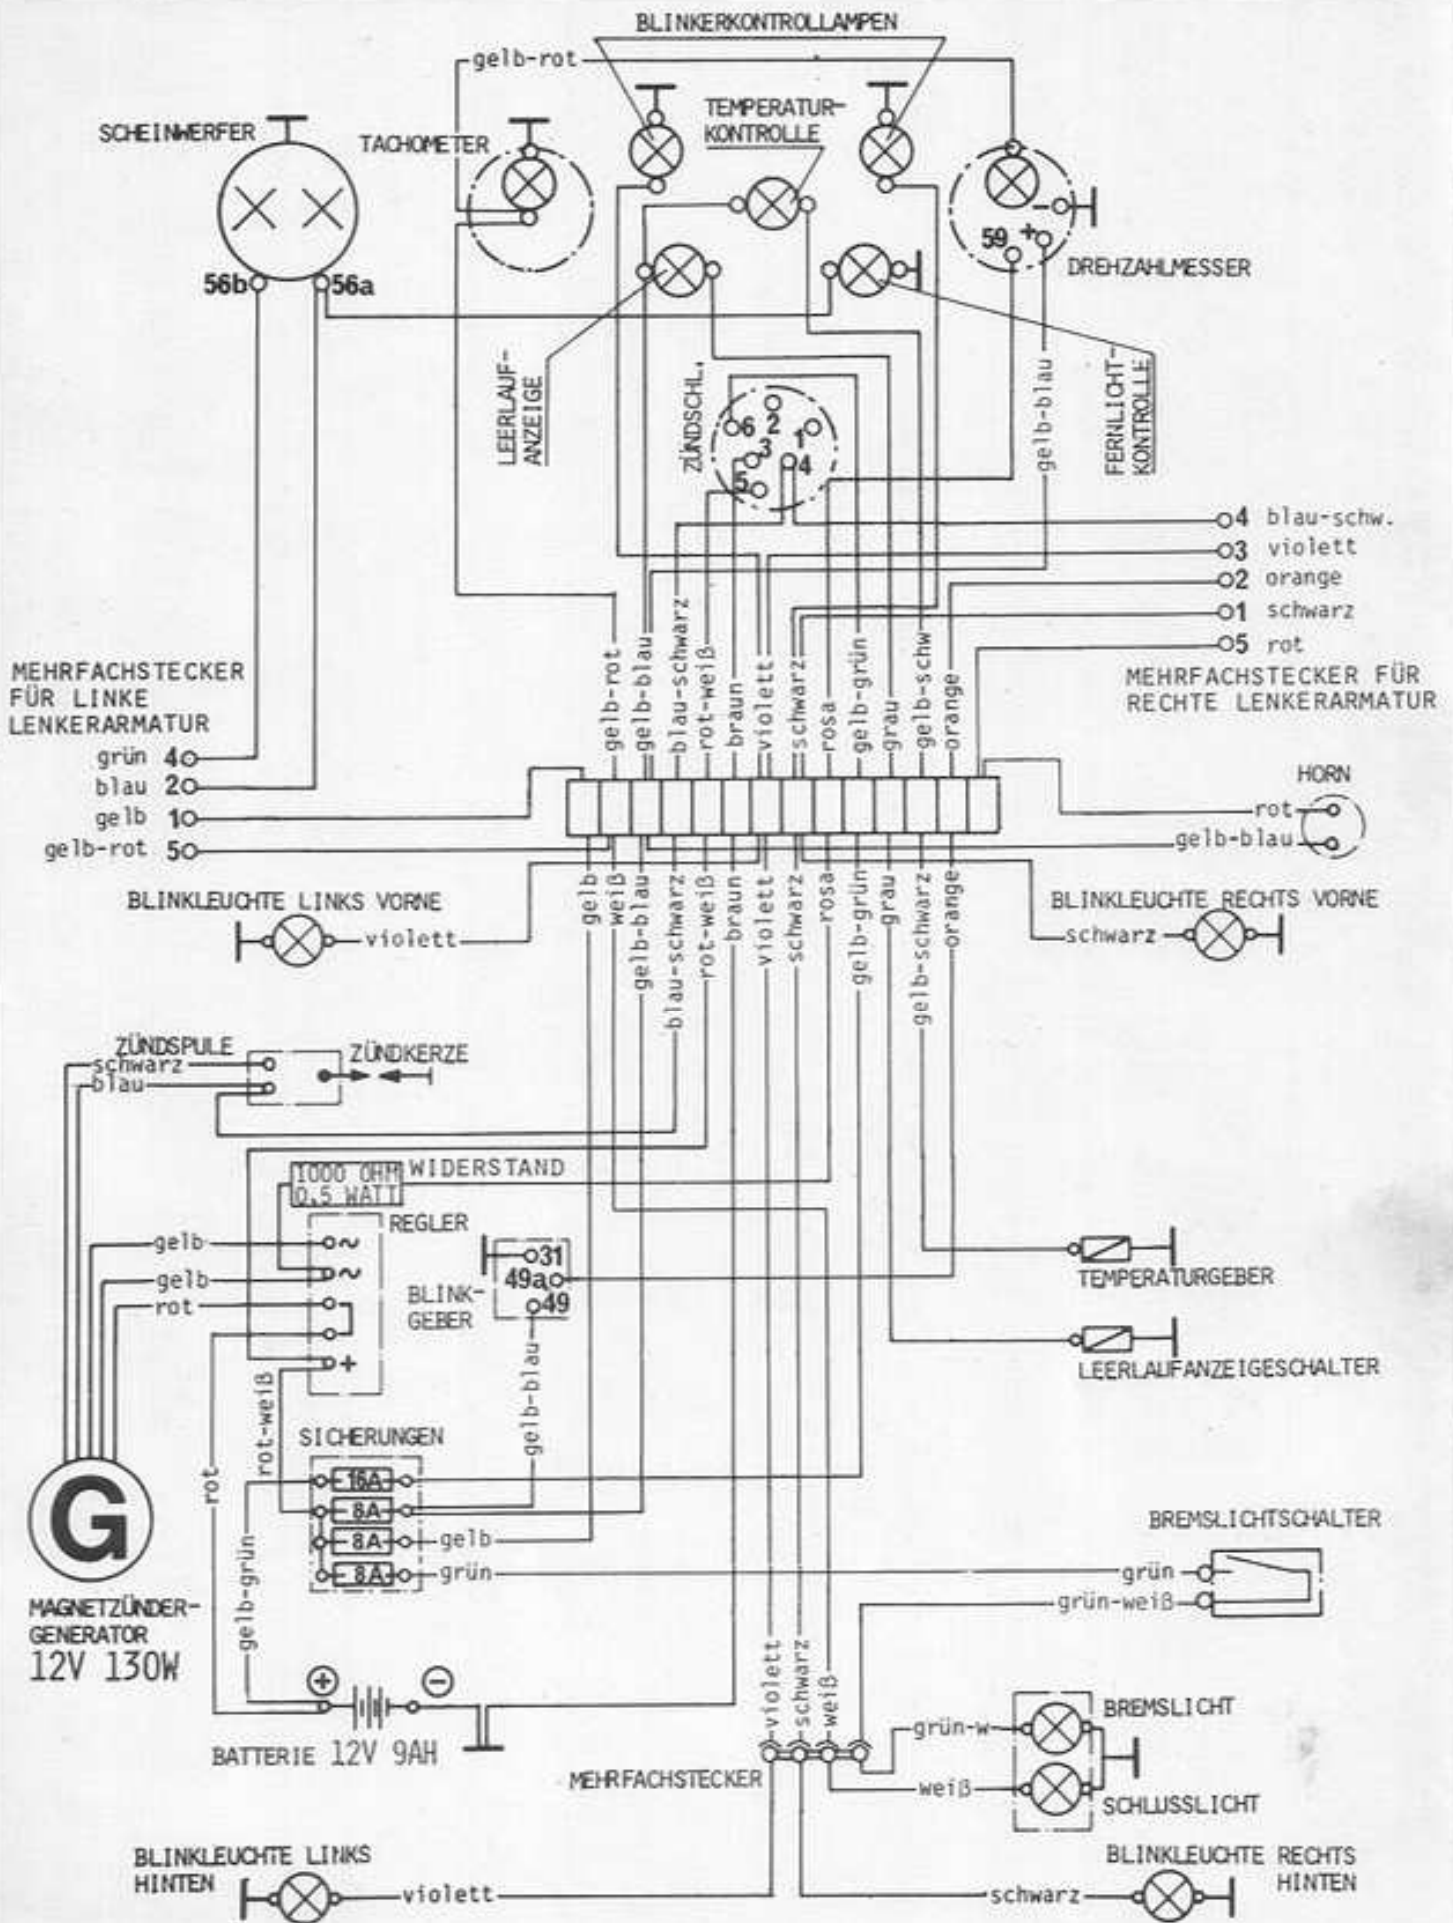 BLINKERKONTROLLAMPEN
gelb-rot
SCHEINWERFER
TACHOMETER
TEMPERATUR-
KONTROLLE
56b
56a
59
-
+
DREHZAHLMESSER
LEERLAUF-
ANZEIGE
ZÜNDSCHL.
6
2
1
3
4
5
gelb-blau
FERNLICHT-
KONTROLLE
4 blau-schw.
3 violett
2 orange
1 schwarz
5 rot
MEHRFACHSTECKER FÜR
RECHTE LENKERARMATUR
MEHRFACHSTECKER
FÜR LINKE
LENKERARMATUR
grün 4
blau 2
gelb 1
gelb-rot 5
gelb-rot
gelb-blau
blau-schwarz
rot-weiß
braun
violett
schwarz
rosa
gelb-grün
grau
gelb-schw
orange
HORN
rot
gelb-blau
BLINKLEUCHTE LINKS VORNE
violett
BLINKLEUCHTE RECHTS VORNE
schwarz
gelb
weiß
gelb-blau
blau-schwarz
rot-weiß
braun
violett
schwarz
rosa
gelb-grün
grau
gelb-schwarz
orange
ZÜNDSPULE
schwarz
blau
ZÜNDKERZE
1000 OHM
0,5 WATT
WIDERSTAND
REGLER
gelb
~
gelb
~
rot
+
31
49a
49
BLINK-
GEBER
gelb-blau
TEMPERATURGEBER
LEERLAUFANZEIGESCHALTER
rot-weiß
SICHERUNGEN
16A
8A
8A
8A
gelb
grün
rot
gelb-grün
G
MAGNETZÜNDER-
GENERATOR
12V 130W
BREMSLICHTSCHALTER
grün
grün-weiß
+
-
BATTERIE 12V 9AH
violett
schwarz
weiß
MEHRFACHSTECKER
grün-w
weiß
BREMSLICHT
SCHLUSSLICHT
BLINKLEUCHTE LINKS
HINTEN
violett
BLINKLEUCHTE RECHTS
HINTEN
schwarz